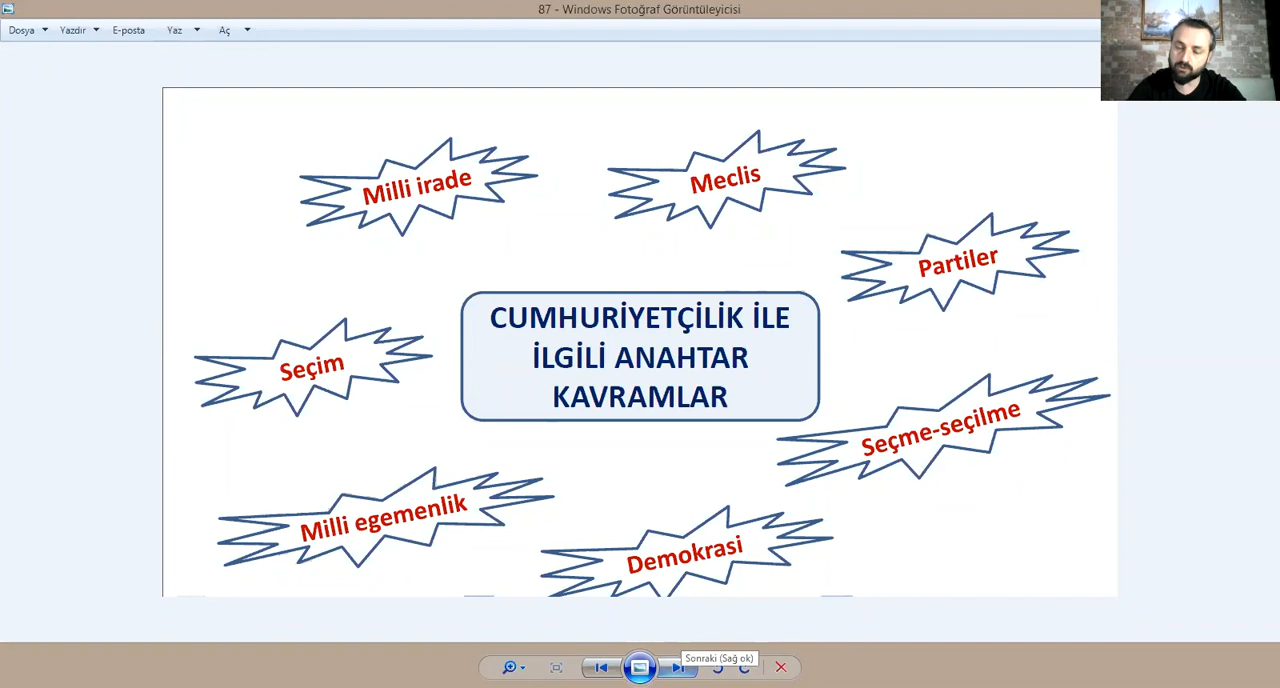 87 - Windows Fotoğraf Görüntüleyicisi
Dosya Yazdır E-posta Yaz Aç
Milli irade
Meclis
Partiler
CUMHURİYETÇİLİK İLE
İLGİLİ ANAHTAR
KAVRAMLAR
Seçim
Seçme-seçilme
Milli egemenlik
Demokrasi
Sonraki (Sağ ok)